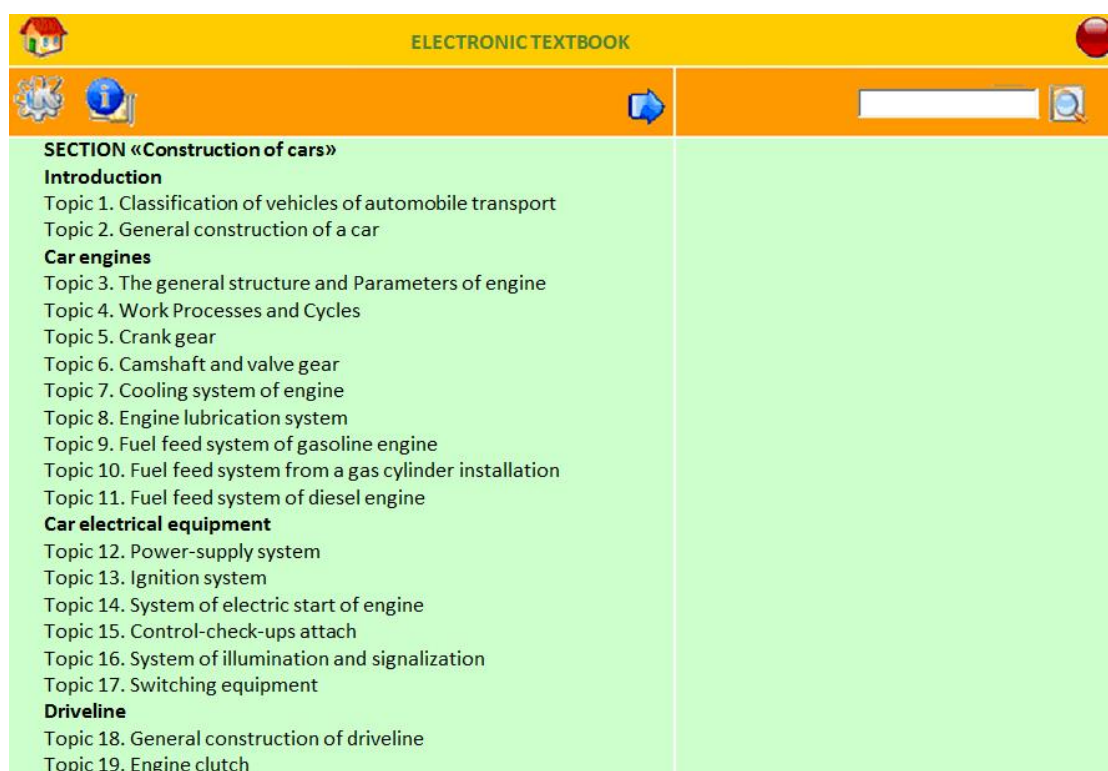 ELECTRONIC TEXTBOOK
SECTION «Construction of cars»
Introduction
Topic 1. Classification of vehicles of automobile transport
Topic 2. General construction of a car
Car engines
Topic 3. The general structure and Parameters of engine
Topic 4. Work Processes and Cycles
Topic 5. Crank gear
Topic 6. Camshaft and valve gear
Topic 7. Cooling system of engine
Topic 8. Engine lubrication system
Topic 9. Fuel feed system of gasoline engine
Topic 10. Fuel feed system from a gas cylinder installation
Topic 11. Fuel feed system of diesel engine
Car electrical equipment
Topic 12. Power-supply system
Topic 13. Ignition system
Topic 14. System of electric start of engine
Topic 15. Control-check-ups attach
Topic 16. System of illumination and signalization
Topic 17. Switching equipment
Driveline
Topic 18. General construction of driveline
Topic 19. Engine clutch